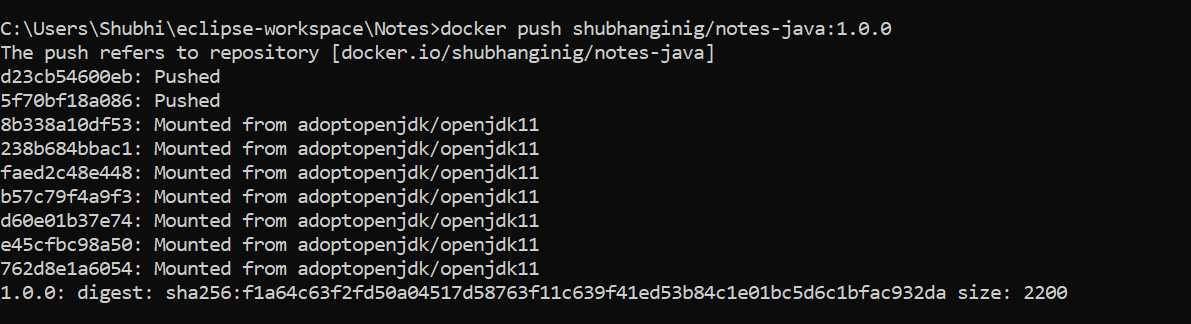 C:\Users\Shubhi\eclipse-workspace\Notes>docker push shubhanginig/notes-java:1.0.0
The push refers to repository [docker.io/shubhanginig/notes-java]
d23cb54600eb: Pushed
5f70bf18a086: Pushed
8b338a10df53: Mounted from adoptopenjdk/openjdk11
238b684bbac1: Mounted from adoptopenjdk/openjdk11
faed2c48e448: Mounted from adoptopenjdk/openjdk11
b57c79f4a9f3: Mounted from adoptopenjdk/openjdk11
d60e01b37e74: Mounted from adoptopenjdk/openjdk11
e45cfbc98a50: Mounted from adoptopenjdk/openjdk11
762d8e1a6054: Mounted from adoptopenjdk/openjdk11
1.0.0: digest: sha256:f1a64c63f2fd50a04517d58763f11c639f41ed53b84c1e01bc5d6c1bfac932da size: 2200